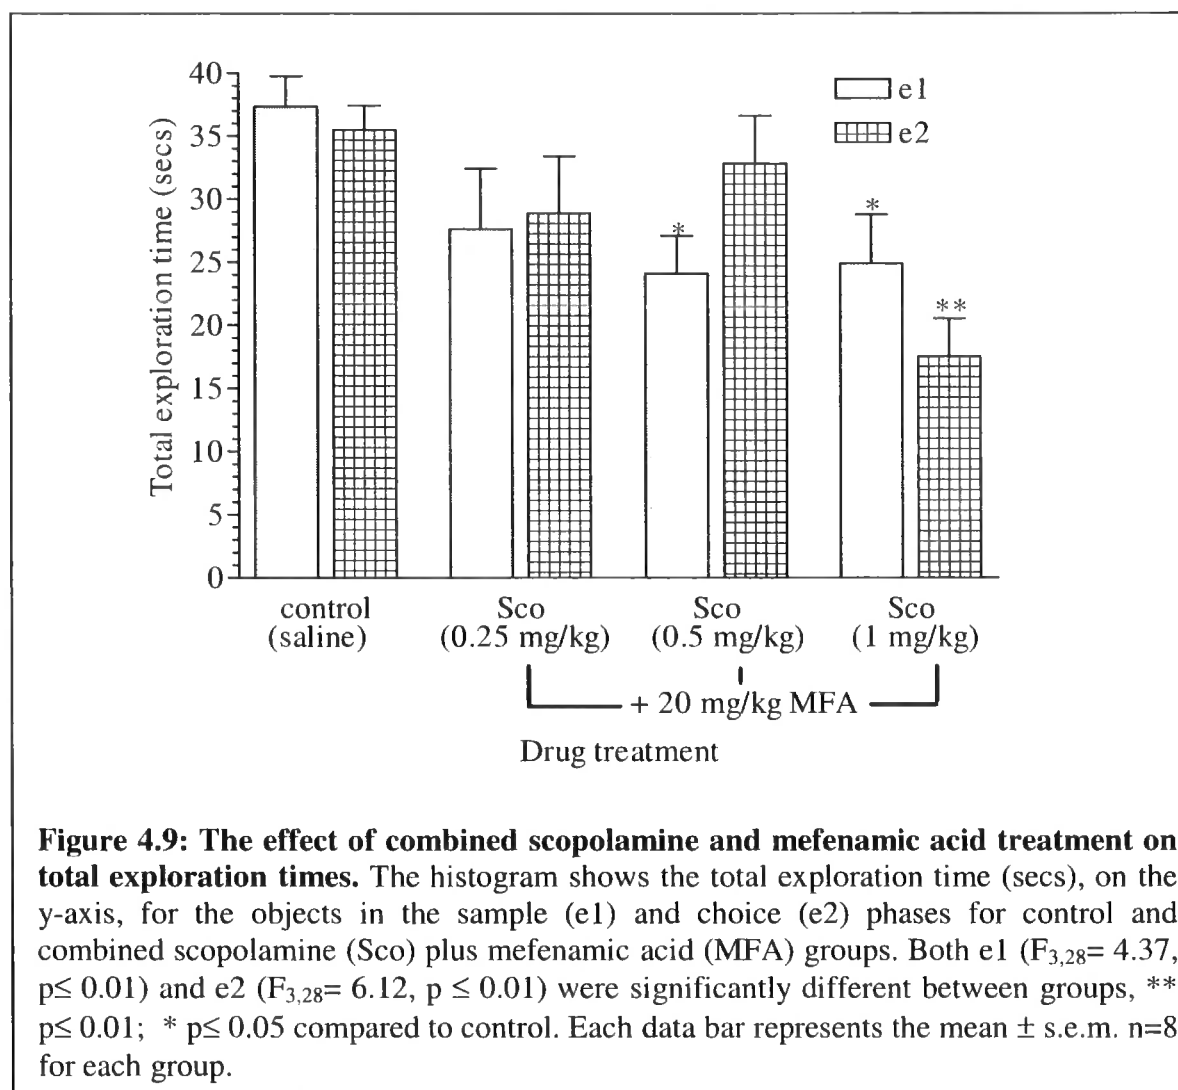 40
35
30
25
20
15
10
5
0
Total exploration time (secs)
e1
e2
*
*
**
control
(saline)
Sco
(0.25 mg/kg)
Sco
(0.5 mg/kg)
Sco
(1 mg/kg)
+ 20 mg/kg MFA
Drug treatment
Figure 4.9: The effect of combined scopolamine and mefenamic acid treatment on
total exploration times. The histogram shows the total exploration time (secs), on the
y-axis, for the objects in the sample (e1) and choice (e2) phases for control and
combined scopolamine (Sco) plus mefenamic acid (MFA) groups. Both e1 (F3,28= 4.37,
p≤ 0.01) and e2 (F3,28= 6.12, p ≤ 0.01) were significantly different between groups, **
p≤ 0.01; * p≤ 0.05 compared to control. Each data bar represents the mean ± s.e.m. n=8
for each group.